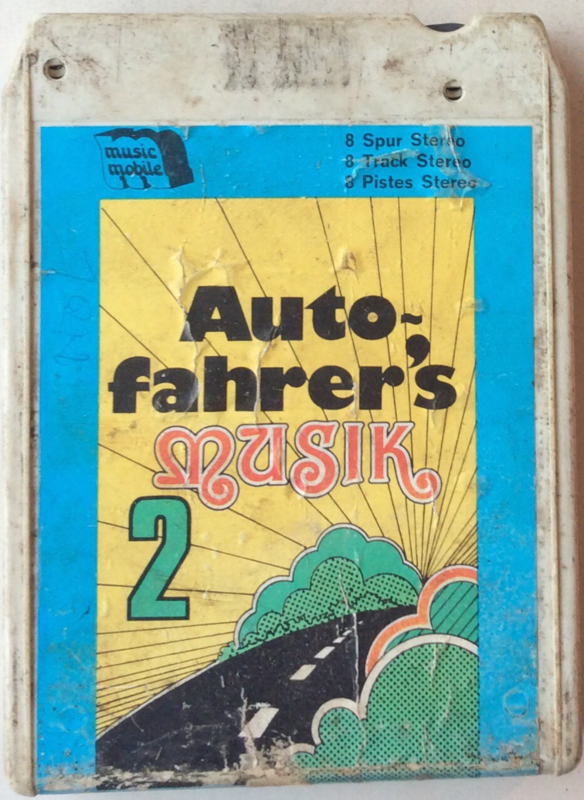 music
mobile
8 Spur Stereo
8 Track Stereo
8 Pistes Stereo
Auto-
fahrer's
MUSIK
2